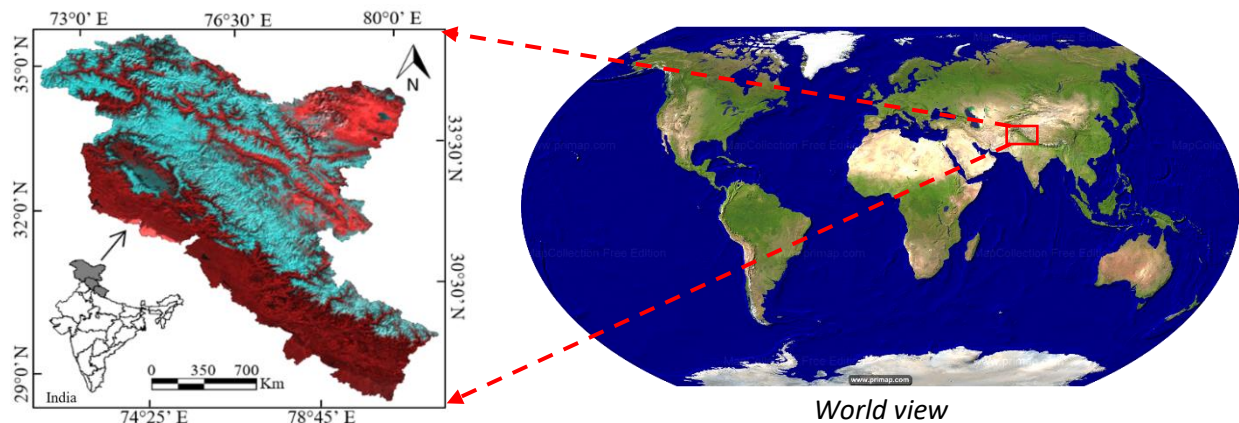 73°0' E
76°30' E
80°0' E
35°0' N
32°0' N
29°0' N
33°30' N
30°30' N
N
India
0 350 700
Km
74°25' E
78°45' E
MapCollection Free Edition
www.primap.com
World view